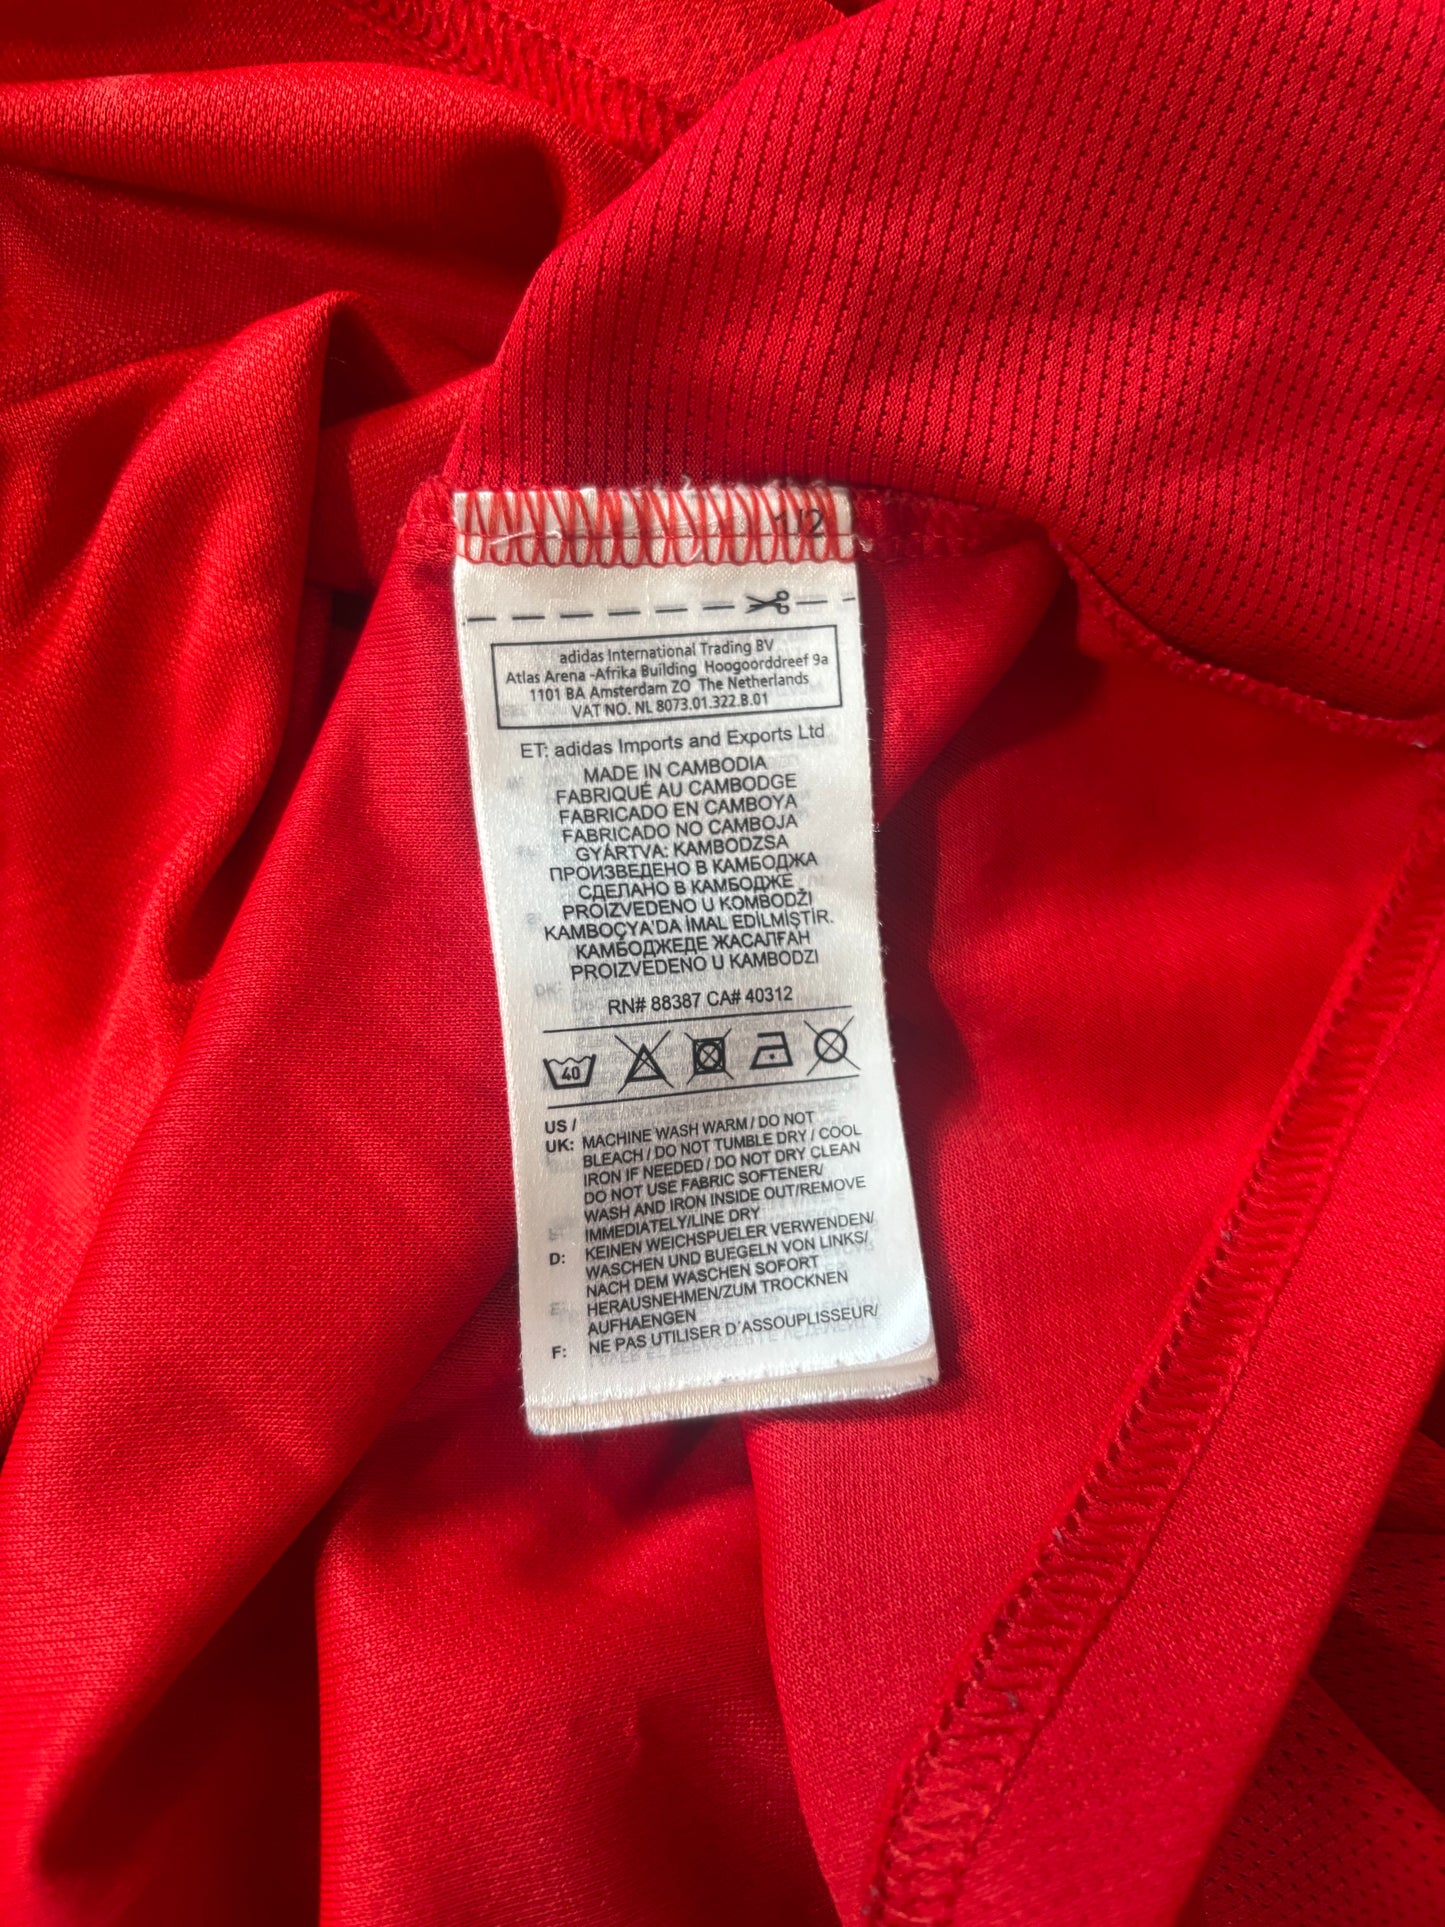 1/2
adidas International Trading BV
Atlas Arena -Afrika Building Hoogoorddreef 9a
1101 BA Amsterdam ZO The Netherlands
VAT NO. NL 8073.01.322.B.01
ET: adidas Imports and Exports Ltd
MADE IN CAMBODIA
FABRIQUÉ AU CAMBODGE
FABRICADO EN CAMBOYA
FABRICADO NO CAMBOJA
GYÁRTVA: KAMBODZSA
ПРОИЗВЕДЕНО В КАМБОДЖА
СДЕЛАНО В КАМБОДЖЕ
PROIZVEDENO U KOMBODŽI
KAMBOÇYA'DA İMAL EDİLMİŞTİR.
КАМБОДЖЕДЕ ЖАСАЛҒАН
PROIZVEDENO U KAMBODZI
RN# 88387 CA# 40312
40
US /
UK: MACHINE WASH WARM / DO NOT
BLEACH / DO NOT TUMBLE DRY / COOL
IRON IF NEEDED / DO NOT DRY CLEAN
DO NOT USE FABRIC SOFTENER/
WASH AND IRON INSIDE OUT/REMOVE
IMMEDIATELY/LINE DRY
D: KEINEN WEICHSPUELER VERWENDEN/
WASCHEN UND BUEGELN VON LINKS/
NACH DEM WASCHEN SOFORT
HERAUSNEHMEN/ZUM TROCKNEN
AUFHAENGEN
F: NE PAS UTILISER D'ASSOUPLISSEUR/